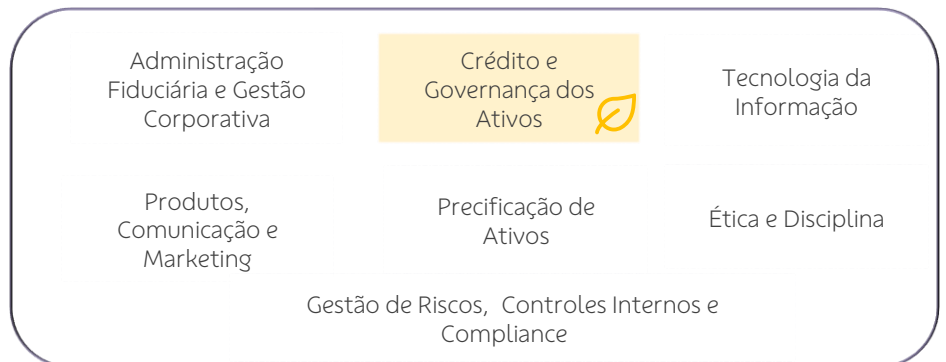 Administração
Fiduciária e Gestão
Corporativa
Crédito e
Governança dos
Ativos
Tecnologia da
Informação
Produtos,
Comunicação e
Marketing
Precificação de
Ativos
Ética e Disciplina
Gestão de Riscos, Controles Internos e
Compliance